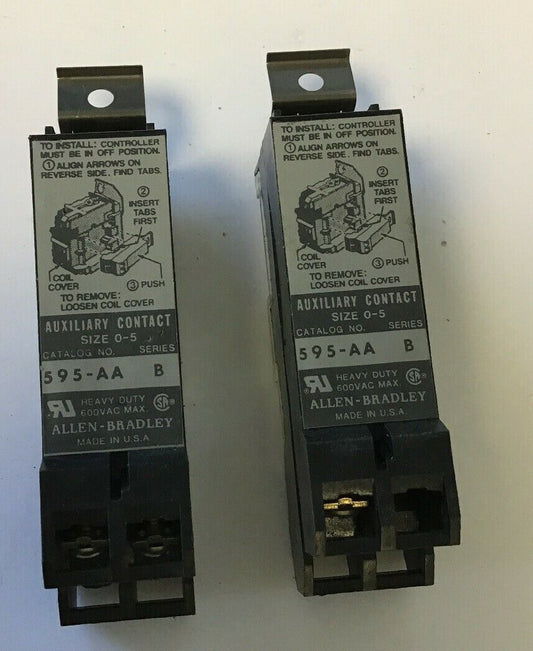 TO INSTALL: CONTROLLER
MUST BE IN OFF POSITION.
① ALIGN ARROWS ON
REVERSE SIDE. FIND TABS.
②
INSERT
TABS
FIRST
COIL
COVER
③ PUSH
TO REMOVE:
LOOSEN COIL COVER
AUXILIARY CONTACT
SIZE 0-5
CATALOG NO. SERIES
595-AA B
HEAVY DUTY
600VAC MAX.
ALLEN-BRADLEY
MADE IN U.S.A.
TO INSTALL: CONTROLLER
MUST BE IN OFF POSITION.
① ALIGN ARROWS ON
REVERSE SIDE. FIND TABS.
②
INSERT
TABS
FIRST
COIL
COVER
③ PUSH
TO REMOVE:
LOOSEN COIL COVER
AUXILIARY CONTACT
SIZE 0-5
CATALOG NO. SERIES
595-AA B
HEAVY DUTY
600VAC MAX.
ALLEN-BRADLEY
MADE IN U.S.A.